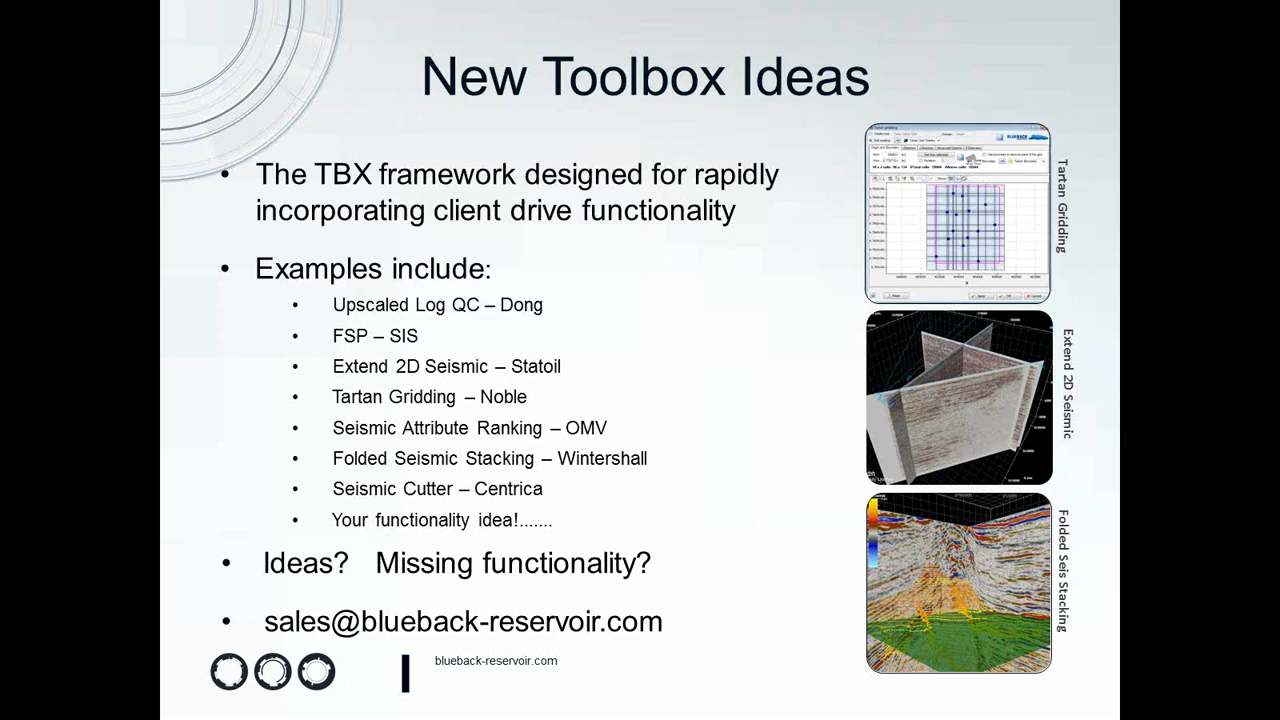 New Toolbox Ideas
• The TBX framework designed for rapidly
incorporating client drive functionality
• Examples include:
• Upscaled Log QC – Dong
• FSP – SIS
• Extend 2D Seismic – Statoil
• Tartan Gridding – Noble
• Seismic Attribute Ranking – OMV
• Folded Seismic Stacking – Wintershall
• Seismic Cutter – Centrica
• Your functionality idea!.......
• Ideas? Missing functionality?
• sales@blueback-reservoir.com
blueback-reservoir.com
Tartan Gridding
Extend 2D Seismic
Folded Seis Stacking
BLUEBACK